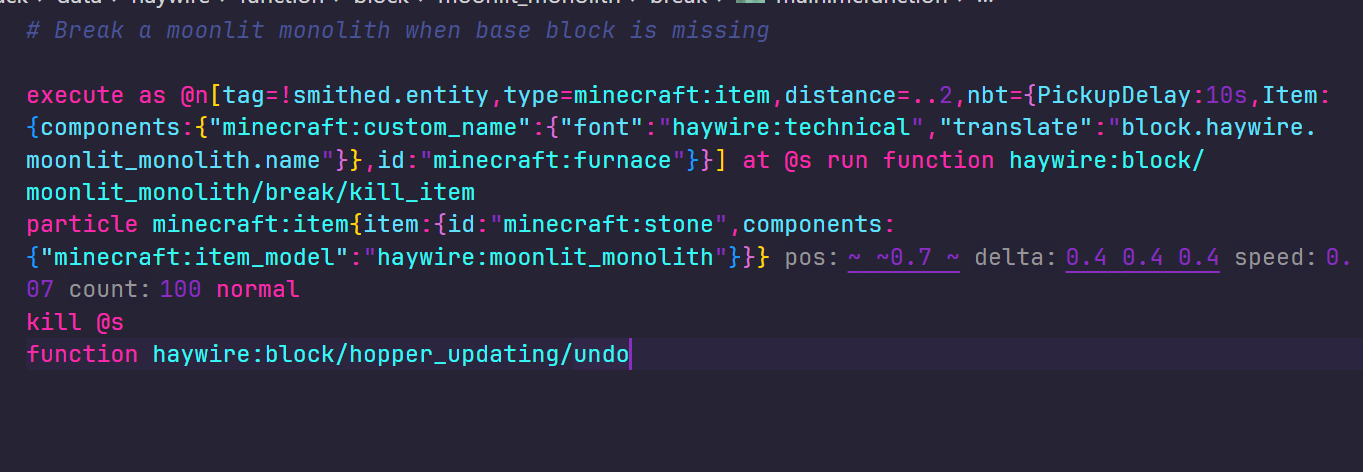 data > haywire > function > block > moonlit_monolith > break > main.mcfunction > ...
# Break a moonlit monolith when base block is missing
execute as @n[tag=!smithed.entity,type=minecraft:item,distance=..2,nbt={PickupDelay:10s,Item:
{components:{"minecraft:custom_name":{"font":"haywire:technical","translate":"block.haywire.
moonlit_monolith.name"}},id:"minecraft:furnace"}}] at @s run function haywire:block/
moonlit_monolith/break/kill_item
particle minecraft:item{item:{id:"minecraft:stone",components:
{"minecraft:item_model":"haywire:moonlit_monolith"}}} pos: ~ ~0.7 ~ delta: 0.4 0.4 0.4 speed: 0.
07 count: 100 normal
kill @s
function haywire:block/hopper_updating/undo